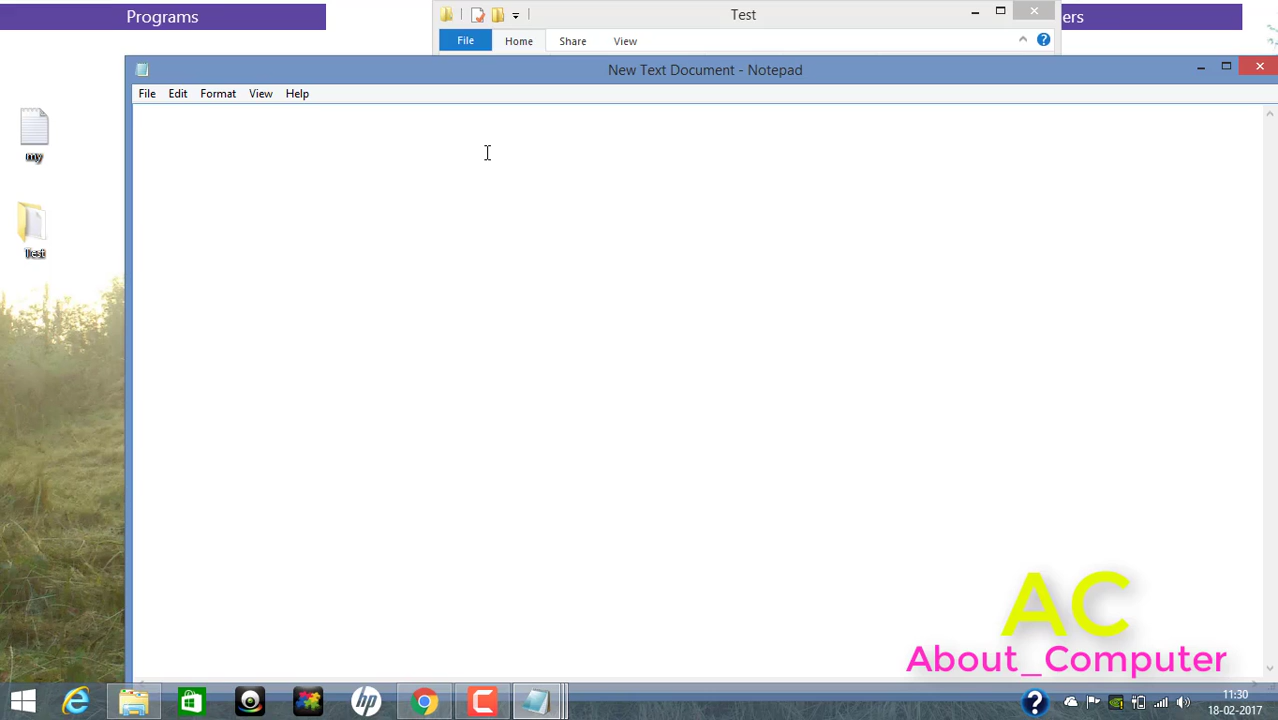 Programs
Test
ers
File Home Share View
New Text Document - Notepad
File Edit Format View Help
my
Test
AC
About_Computer
11:30
18-02-2017